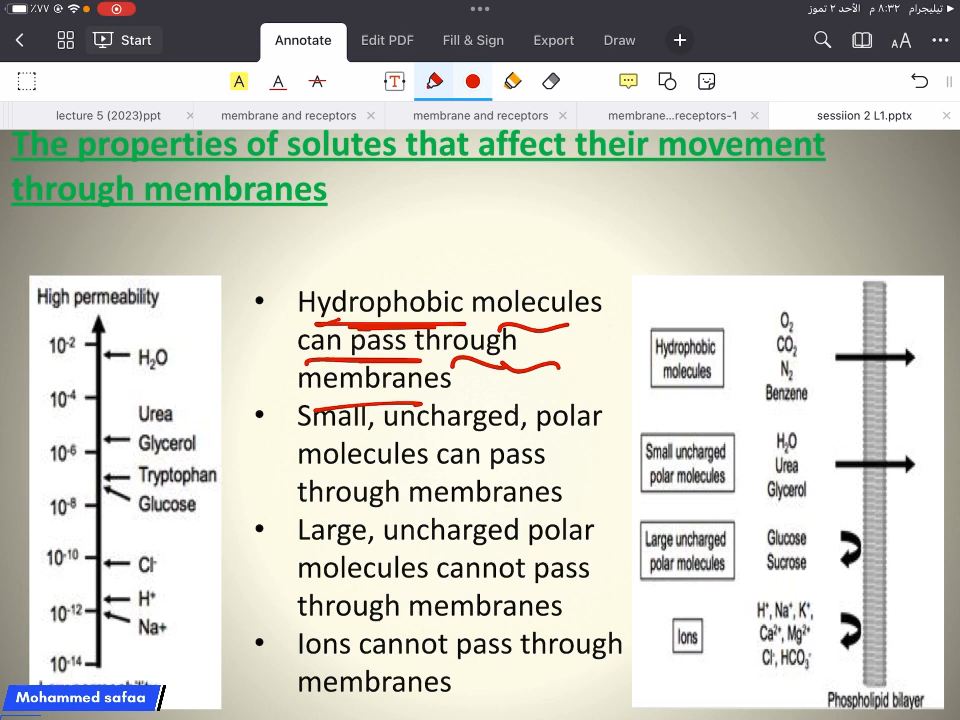 ٪٧٧
تيليجرام ٨:٣٢ م الأحد ٢ تموز
Start
Annotate Edit PDF Fill & Sign Export Draw +
A A A T AA
lecture 5 (2023)ppt × membrane and receptors × membrane and receptors × membrane...receptors-1 × sessiion 2 L1.pptx ×
The properties of solutes that affect their movement
through membranes
High permeability
10-2
H2O
10-4
Urea
Glycerol
10-6
Tryptophan
Glucose
10-8
10-10
Cl-
H+
10-12
Na+
10-14
• Hydrophobic molecules
can pass through
membranes
• Small, uncharged, polar
molecules can pass
through membranes
• Large, uncharged polar
molecules cannot pass
through membranes
• Ions cannot pass through
membranes
Hydrophobic
molecules
O2
CO2
N2
Benzene
Small uncharged
polar molecules
H2O
Urea
Glycerol
Large uncharged
polar molecules
Glucose
Sucrose
Ions
H+, Na+, K+,
Ca2+, Mg2+,
Cl-, HCO3-
Phospholipid bilayer
Mohammed safaa